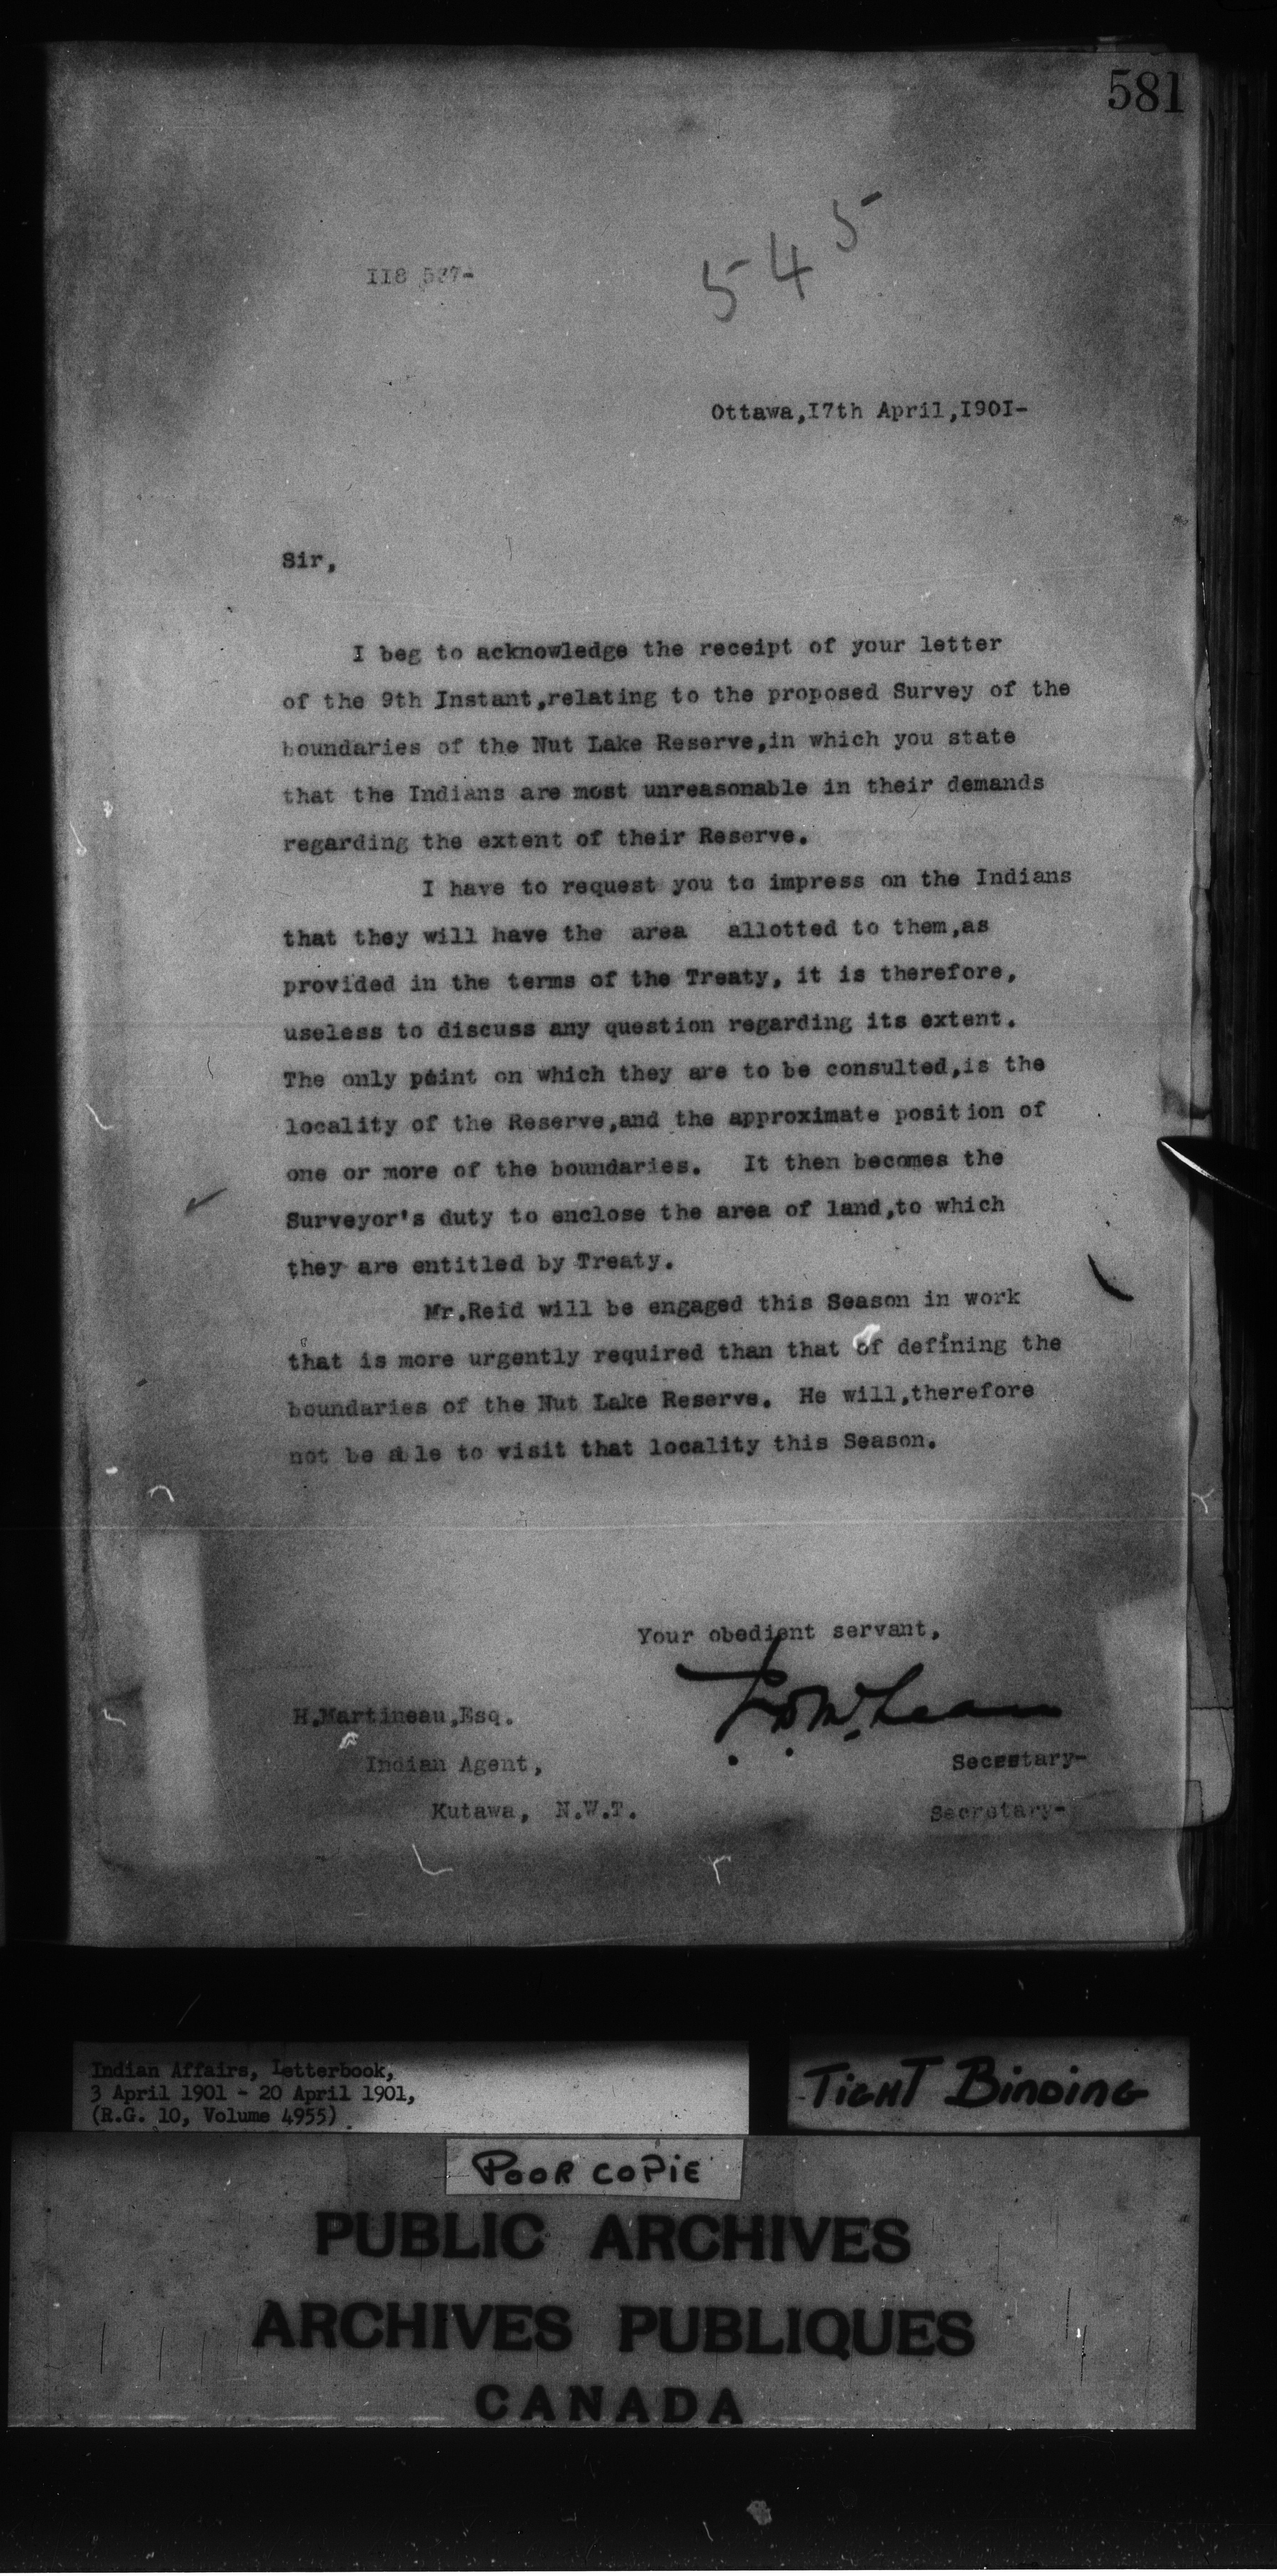 581
545
118 537-
Ottawa,17th April,1901-
Sir,
I beg to acknowledge the receipt of your letter
of the 9th Instant,relating to the proposed Survey of the
boundaries of the Nut Lake Reserve,in which you state
that the Indians are most unreasonable in their demands
regarding the extent of their Reserve.
I have to request you to impress on the Indians
that they will have the area allotted to them,as
provided in the terms of the Treaty, it is therefore,
useless to discuss any question regarding its extent.
The only point on which they are to be consulted,is the
locality of the Reserve,and the approximate position of
one or more of the boundaries. It then becomes the
Surveyor's duty to enclose the area of land,to which
they are entitled by Treaty.
Mr.Reid will be engaged this Season in work
that is more urgently required than that of defining the
boundaries of the Nut Lake Reserve. He will,therefore
not be able to visit that locality this Season.
Your obedient servant,
J.D.McLean
H.Martineau,Esq.
Secretary-
Indian Agent,
Kutawa, N.W.T.
Secretary-
Indian Affairs, Letterbook,
3 April 1901 - 20 April 1901,
(R.G. 10, Volume 4955)
TIGHT BINDING
POOR COPIE
PUBLIC ARCHIVES
ARCHIVES PUBLIQUES
CANADA